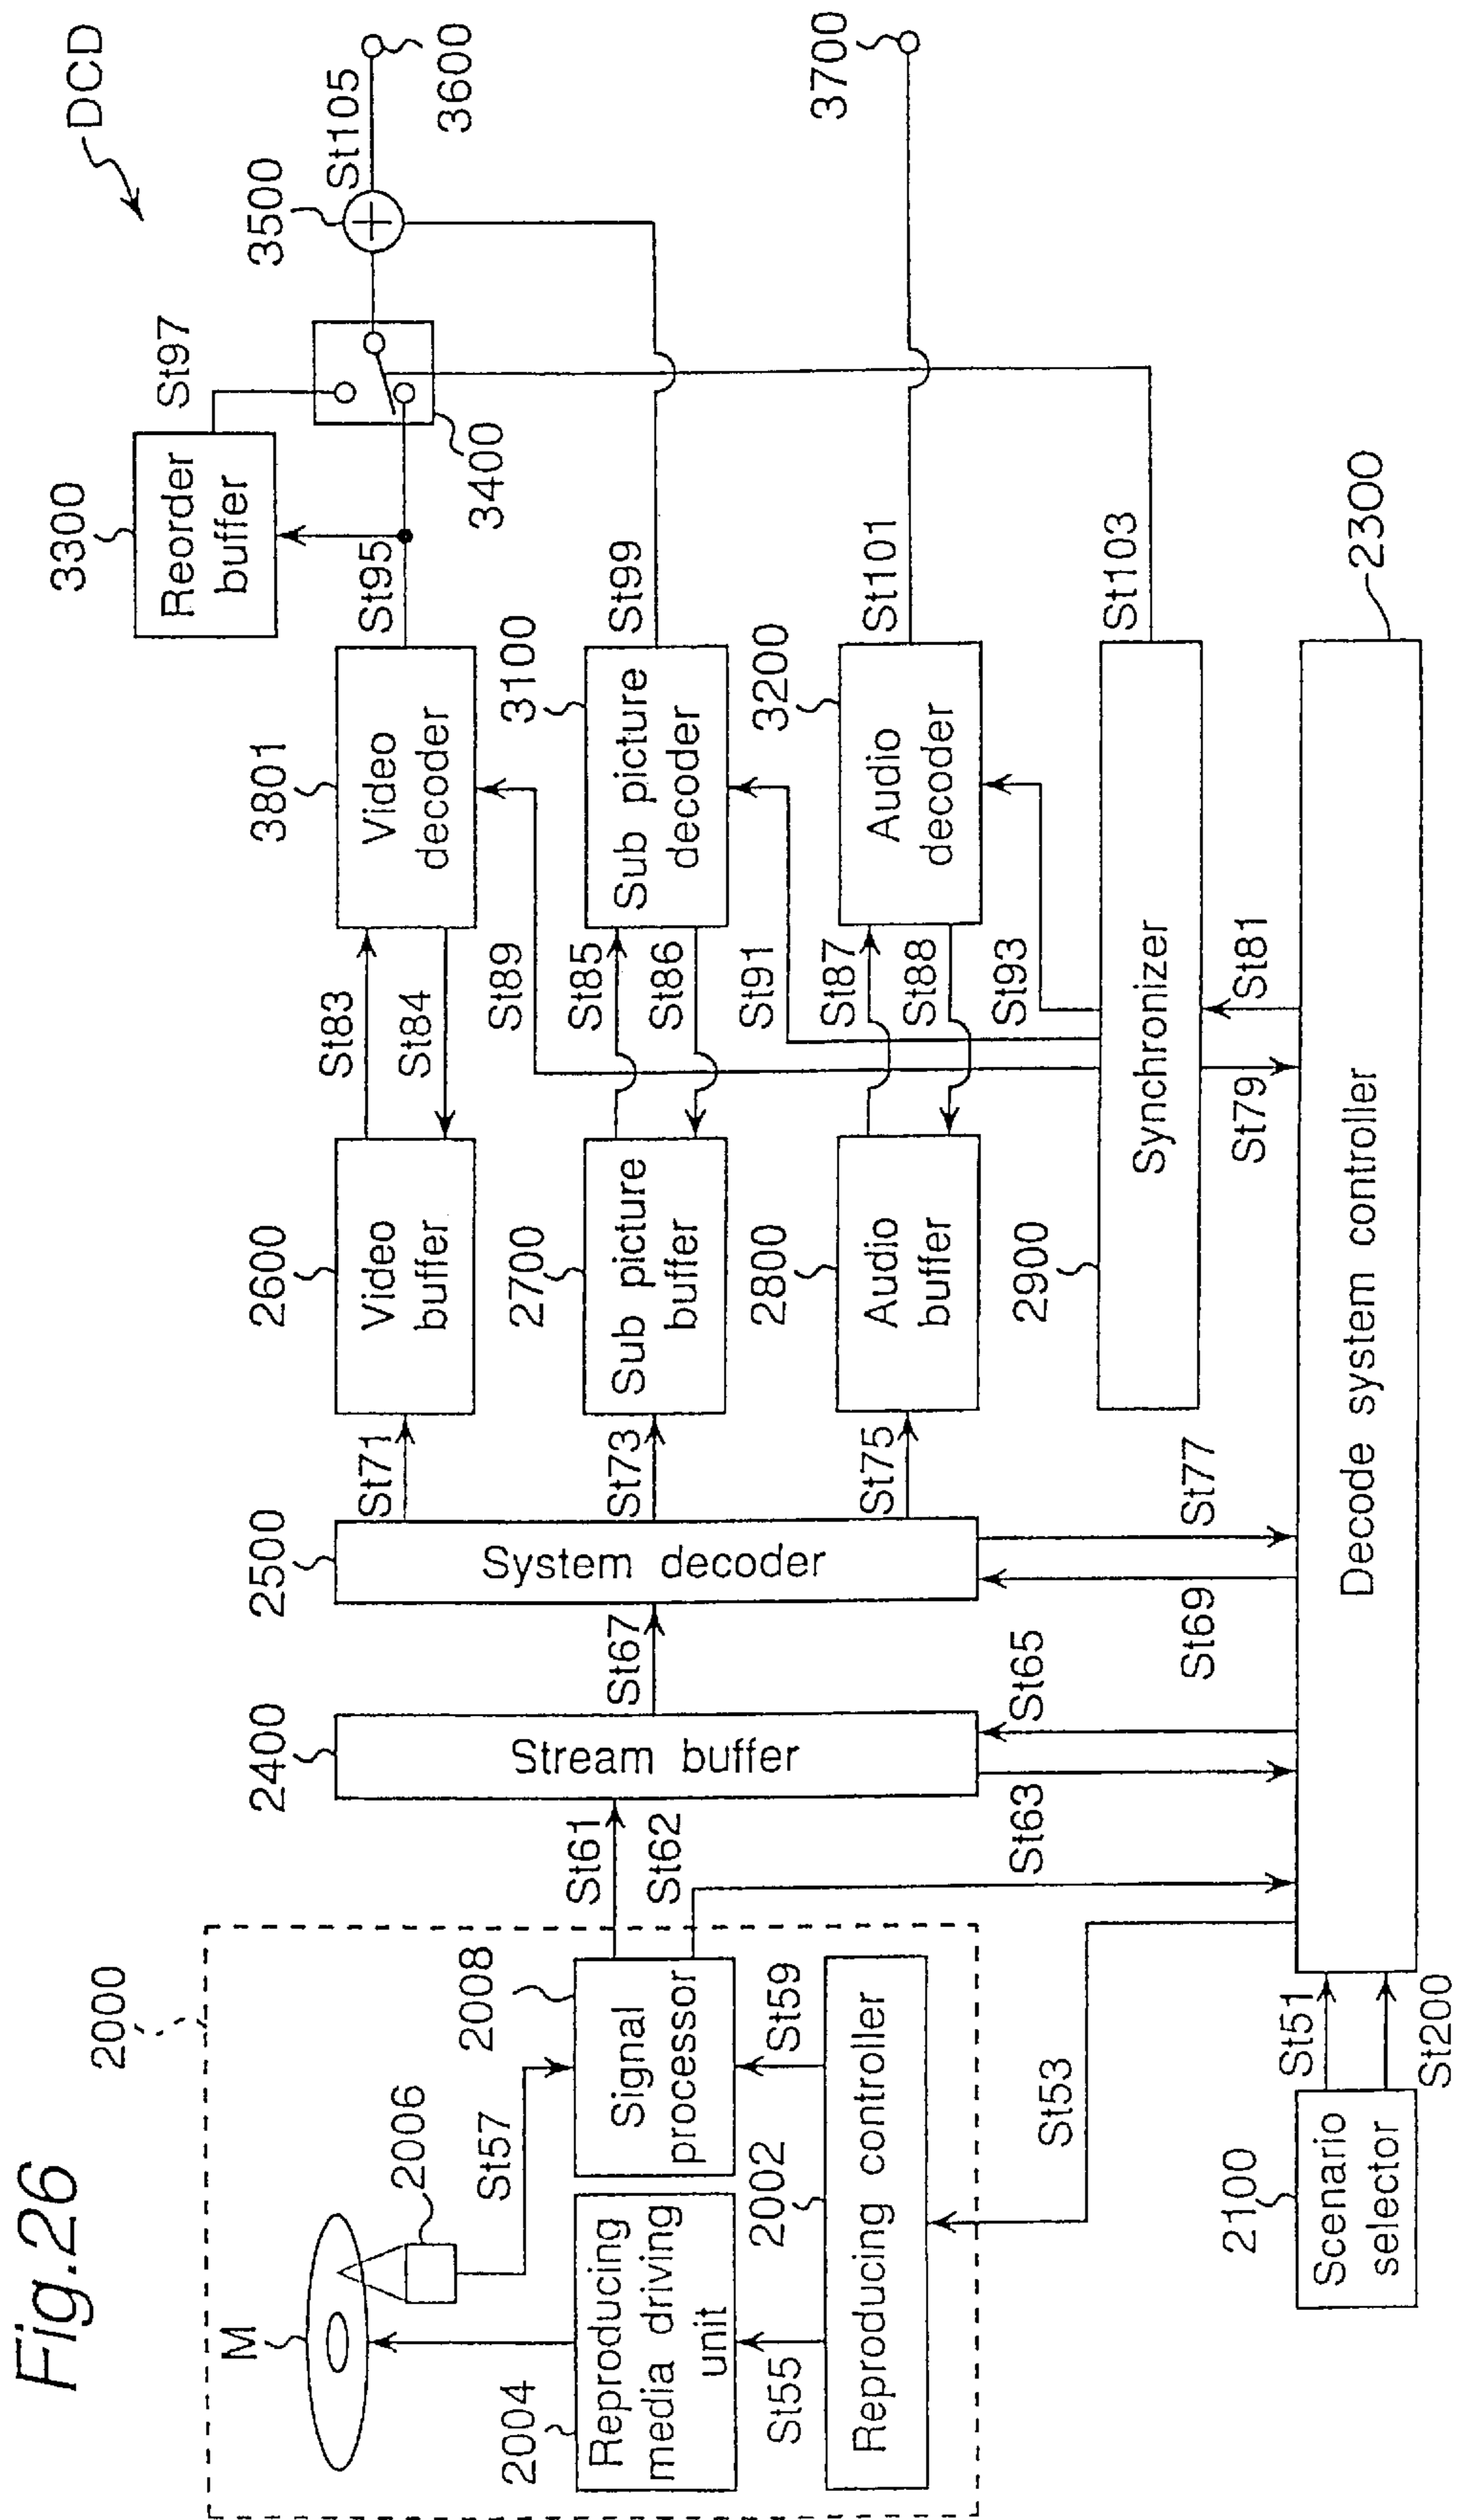 Fig.26
DCD
2000
M
2006
St57
2004
Reproducing
media driving
unit
2008
Signal
processor
St55
2002
St59
Reproducing controller
St53
2100
Scenario
selector
St51
St200
St61
St62
2400
Stream buffer
St63
St65
St67
2500
System decoder
St69
St77
St71
St73
St75
2600
Video
buffer
2700
Sub picture
buffer
2800
Audio
buffer
2900
Synchronizer
St79
St81
2300
Decode system controller
St83
St84
St89
St85
St86
St91
St87
St88
St93
3801
Video
decoder
3100
Sub picture
decoder
3200
Audio
decoder
St95
St99
St101
St103
3300
Reorder
buffer
St97
3400
3500
St105
3600
3700